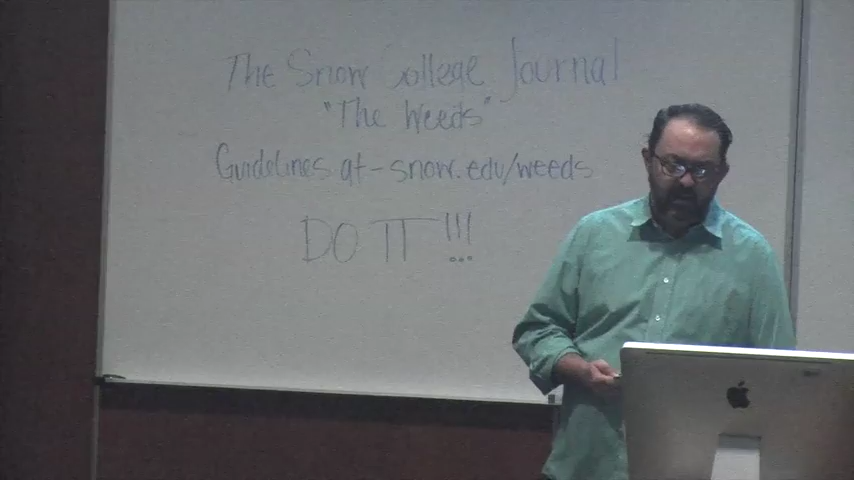 The Snow College Journal
"The Weeds"
Guidelines at - snow.edu/weeds
DO IT !!!